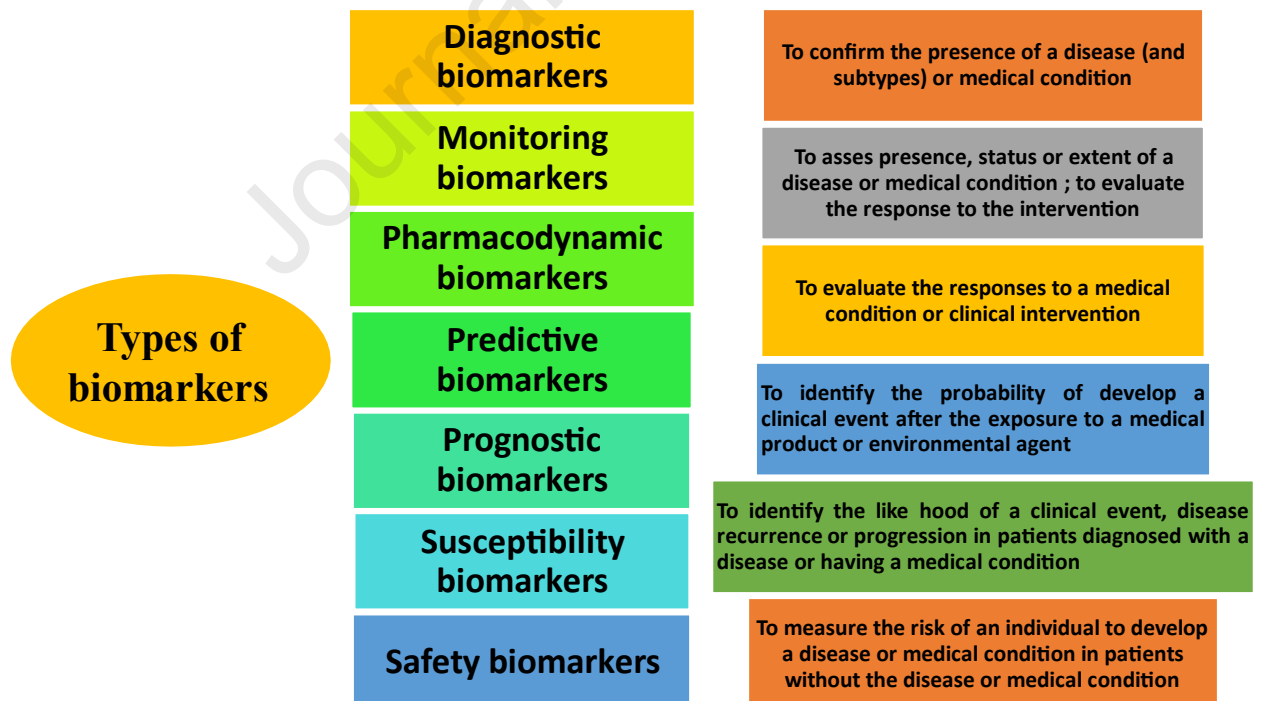 Types of
biomarkers
Diagnostic
biomarkers
Monitoring
biomarkers
Pharmacodynamic
biomarkers
Predictive
biomarkers
Prognostic
biomarkers
Susceptibility
biomarkers
Safety biomarkers
To confirm the presence of a disease (and
subtypes) or medical condition
To asses presence, status or extent of a
disease or medical condition ; to evaluate
the response to the intervention
To evaluate the responses to a medical
condition or clinical intervention
To identify the probability of develop a
clinical event after the exposure to a medical
product or environmental agent
To identify the like hood of a clinical event, disease
recurrence or progression in patients diagnosed with a
disease or having a medical condition
To measure the risk of an individual to develop
a disease or medical condition in patients
without the disease or medical condition
Journa